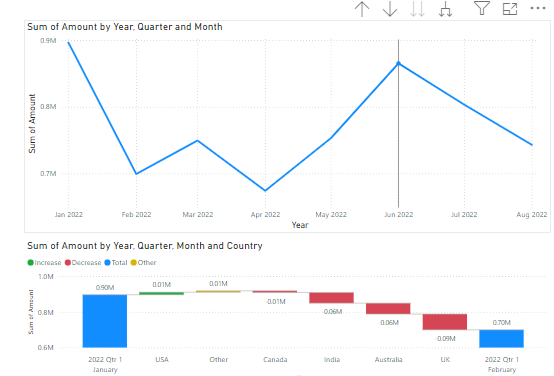 Sum of Amount by Year, Quarter and Month
0.9M
0.8M
0.7M
Sum of Amount
Jan 2022 Feb 2022 Mar 2022 Apr 2022 May 2022 Jun 2022 Jul 2022 Aug 2022
Year
Sum of Amount by Year, Quarter, Month and Country
Increase Decrease Total Other
1.0M
0.8M
0.6M
Sum of Amount
0.90M 0.01M 0.01M 0.01M 0.06M 0.06M 0.09M 0.70M
2022 Qtr 1 USA Other Canada India Australia UK 2022 Qtr 1
January February